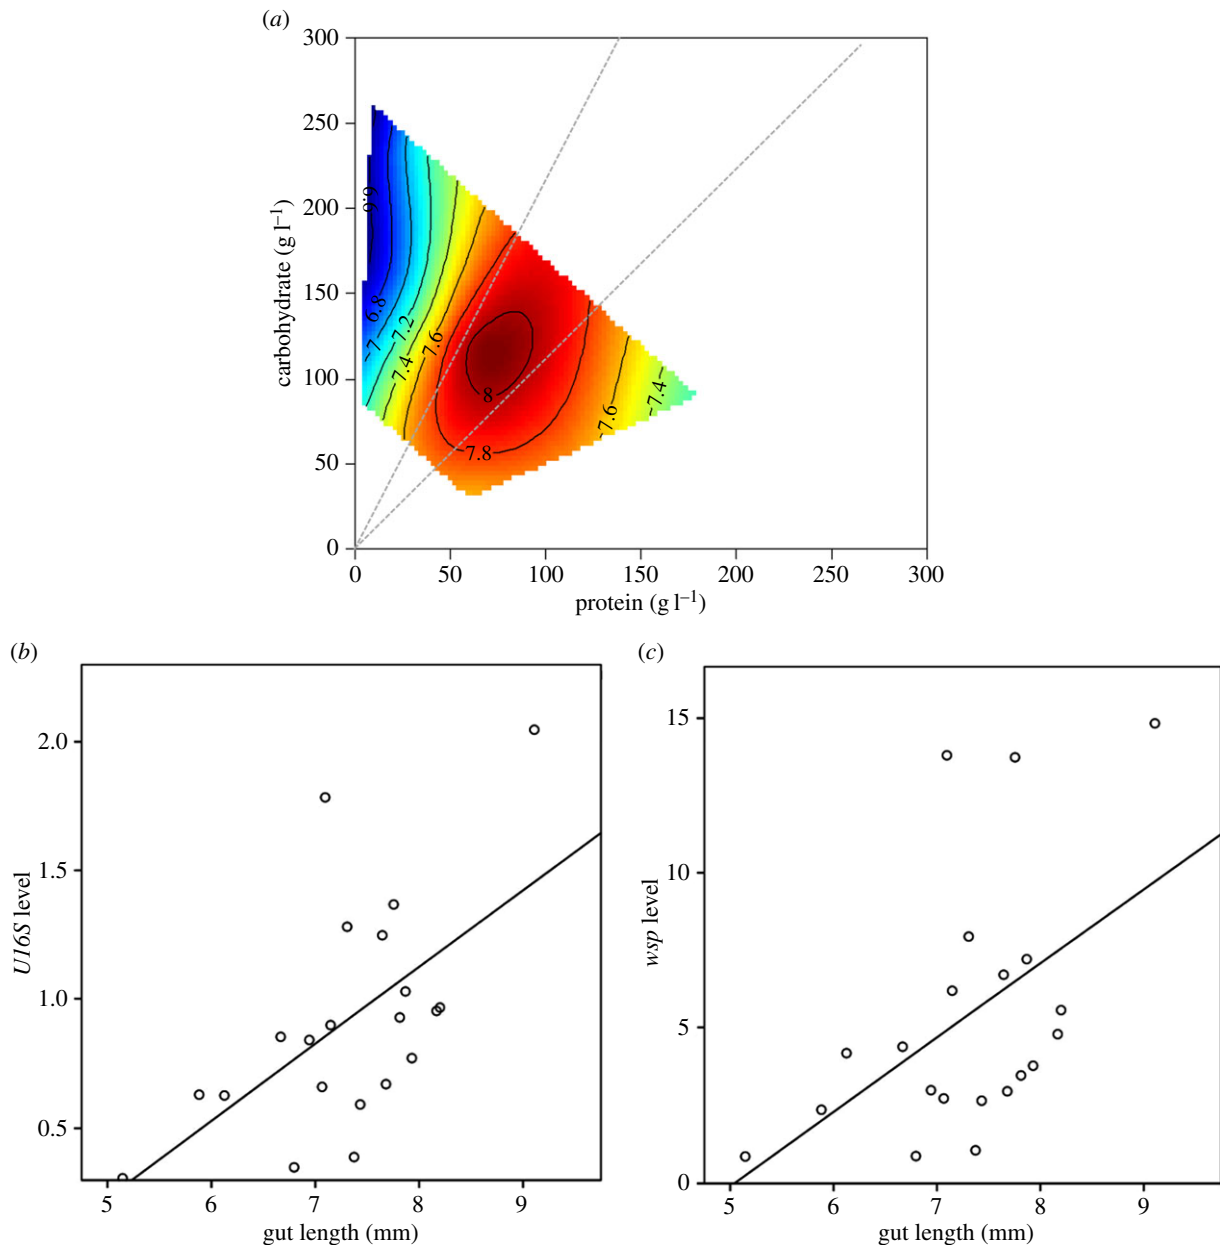 (a)
300
250
200
150
100
50
0
carbohydrate (g l⁻¹)
6.6
6.8
7
7.2
7.4
7.6
8
7.8
7.6
7.4
0 50 100 150 200 250 300
protein (g l⁻¹)
(b)
2.0
1.5
1.0
0.5
U16S level
5 6 7 8 9
gut length (mm)
(c)
15
10
5
0
wsp level
5 6 7 8 9
gut length (mm)